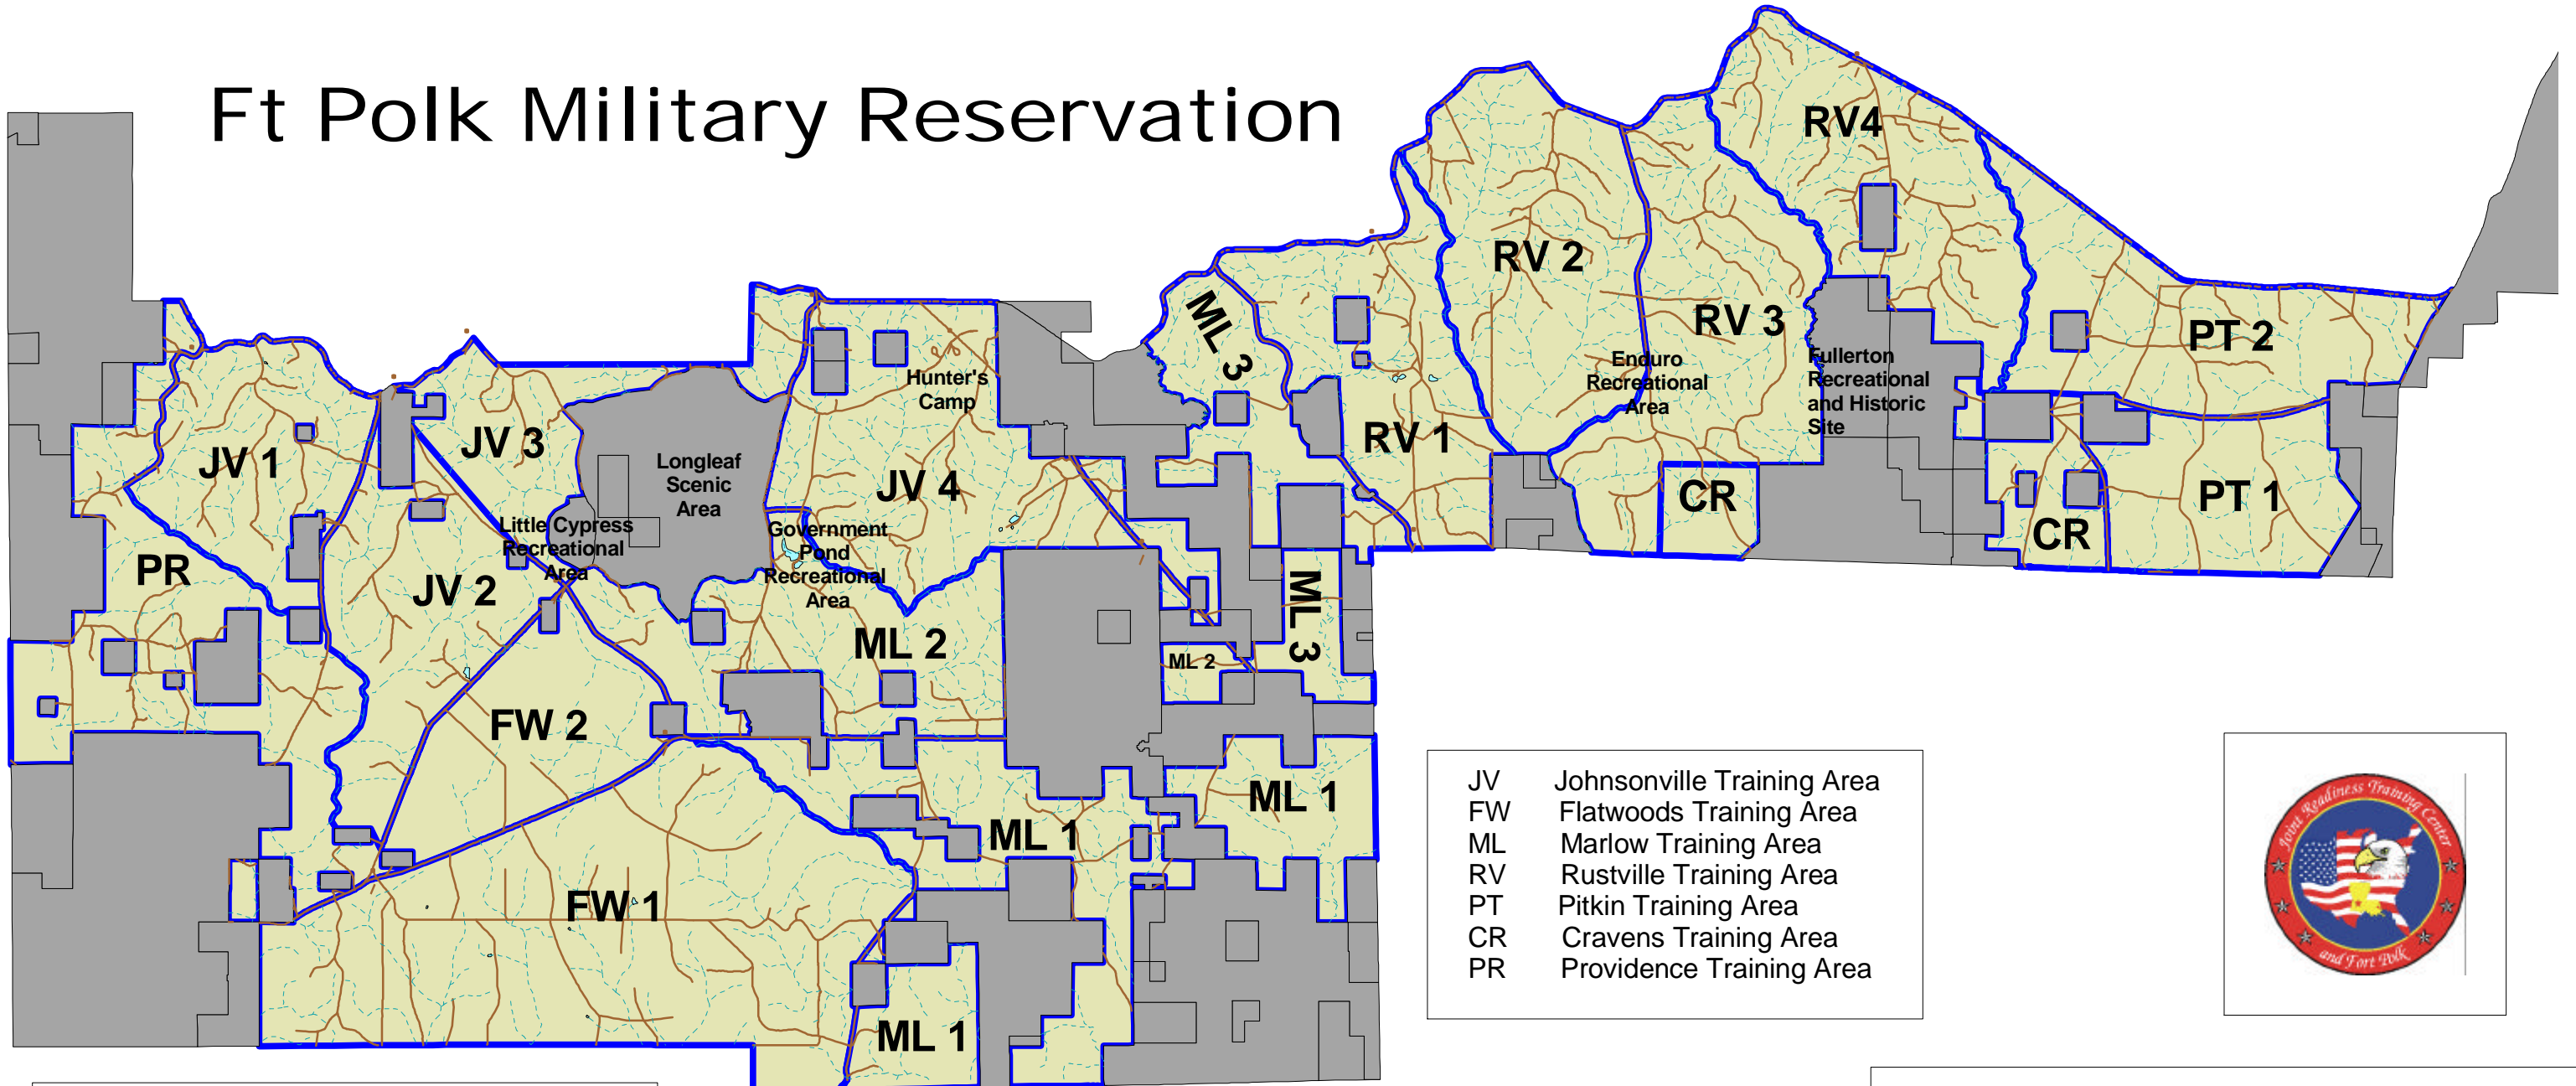 Ft Polk Military Reservation
RV4
RV 2
RV 3
ML 3
PT 2
Hunter's
Camp
Enduro
Recreational
Area
Fullerton
Recreational
and Historic
Site
JV 1
JV 3
Longleaf
Scenic
Area
JV 4
RV 1
CR
PT 1
CR
Little Cypress
Recreational
Area
Government
Pond
Recreational
Area
PR
JV 2
ML 2
ML 2
ML 3
FW 2
ML 1
ML 1
FW 1
ML 1
JV Johnsonville Training Area
FW Flatwoods Training Area
ML Marlow Training Area
RV Rustville Training Area
PT Pitkin Training Area
CR Cravens Training Area
PR Providence Training Area
Joint Readiness Training Center
and Fort Polk